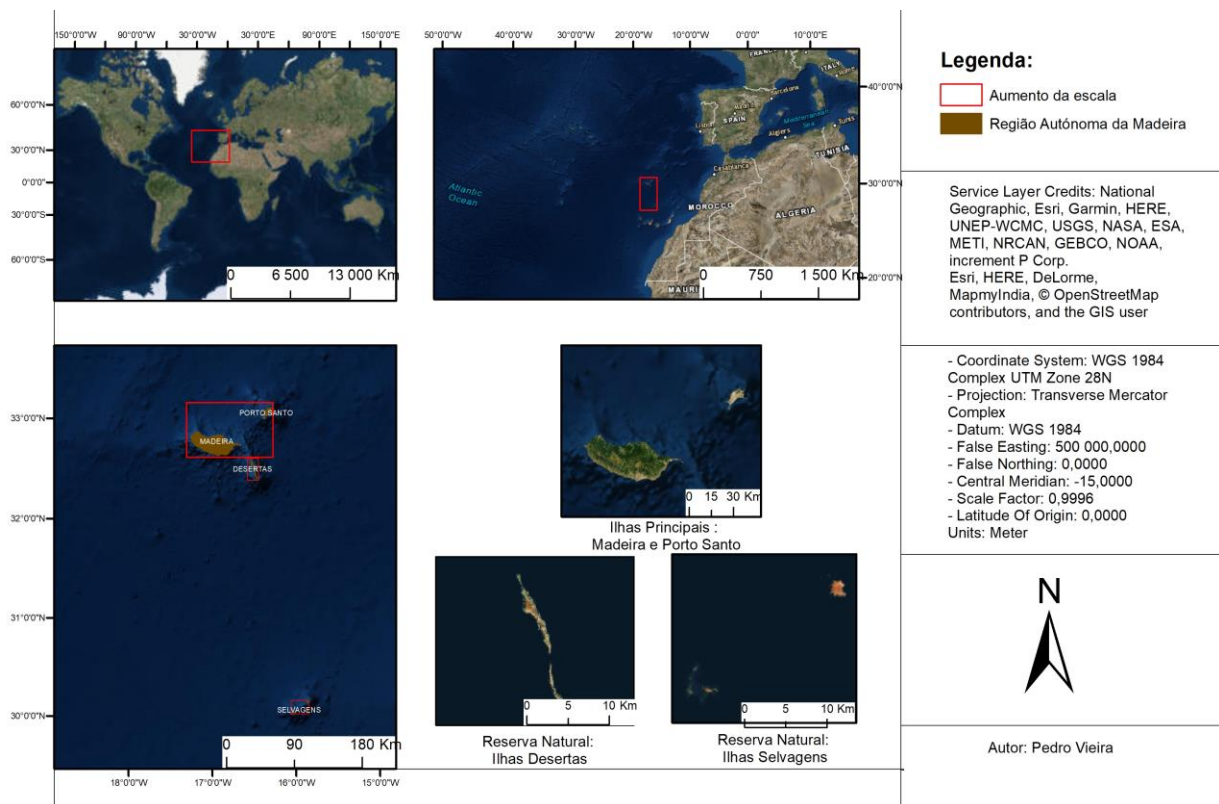 150°0'0"W
90°0'0"W
30°0'0"W
30°0'0"E
90°0'0"E
150°0'0"E
60°0'0"N
30°0'0"N
0°0'0"
30°0'0"S
60°0'0"S
0 6 500 13 000 Km
50°0'0"W
40°0'0"W
30°0'0"W
20°0'0"W
10°0'0"W
0°0'0"
10°0'0"E
40°0'0"N
30°0'0"N
20°0'0"N
ITALY
Barcelona
SPAIN
Mediterranean
Sea
Algiers
Tunis
TUNISIA
Casablanca
Atlantic
Ocean
MOROCCO
ALGERIA
MAURI
0 750 1 500 Km
Legenda:
Aumento da escala
Região Autónoma da Madeira
Service Layer Credits: National
Geographic, Esri, Garmin, HERE,
UNEP-WCMC, USGS, NASA, ESA,
METI, NRCAN, GEBCO, NOAA,
increment P Corp.
Esri, HERE, DeLorme,
MapmyIndia, © OpenStreetMap
contributors, and the GIS user
33°0'0"N
32°0'0"N
31°0'0"N
30°0'0"N
PORTO SANTO
MADEIRA
DESERTAS
SELVAGENS
0 90 180 Km
18°0'0"W
17°0'0"W
16°0'0"W
15°0'0"W
0 15 30 Km
Ilhas Principais :
Madeira e Porto Santo
0 5 10 Km
Reserva Natural:
Ilhas Desertas
0 5 10 Km
Reserva Natural:
Ilhas Selvagens
- Coordinate System: WGS 1984
Complex UTM Zone 28N
- Projection: Transverse Mercator
Complex
- Datum: WGS 1984
- False Easting: 500 000,0000
- False Northing: 0,0000
- Central Meridian: -15,0000
- Scale Factor: 0,9996
- Latitude Of Origin: 0,0000
Units: Meter
N
Autor: Pedro Vieira